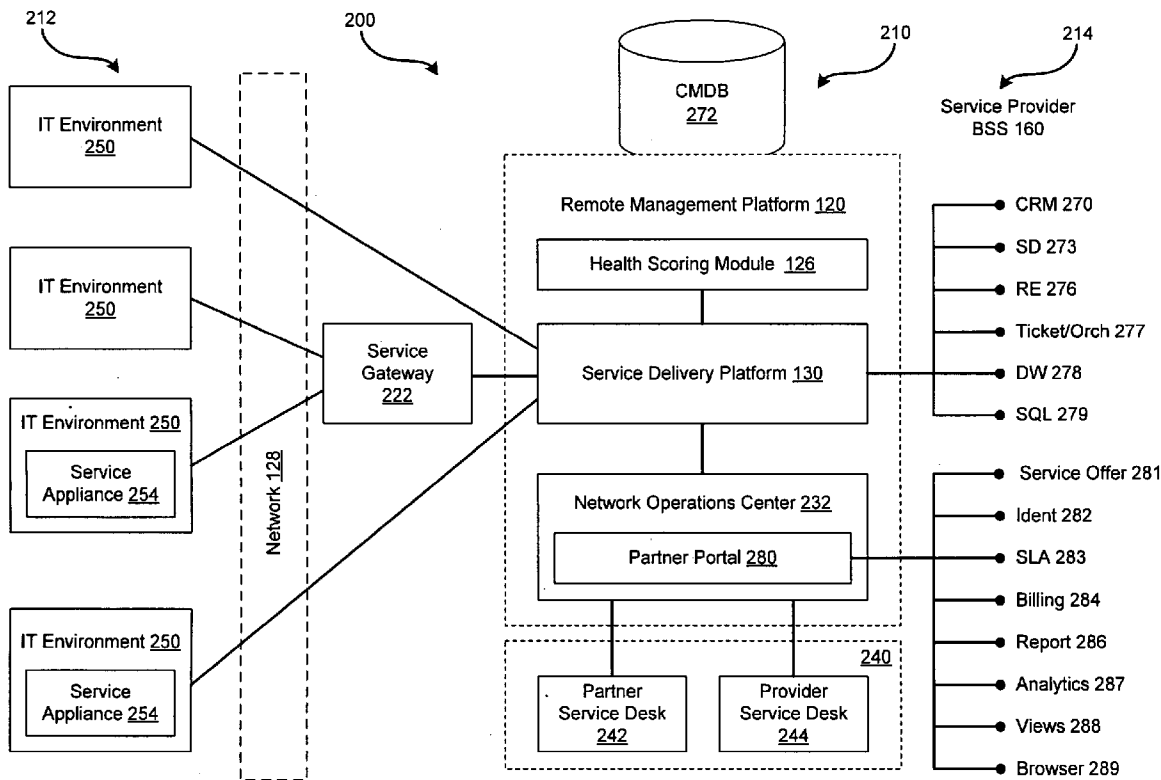 212
200
210
214
CMDB
272
Service Provider
BSS 160
IT Environment
250
IT Environment
250
IT Environment 250
Service
Appliance 254
IT Environment 250
Service
Appliance 254
Network 128
Service
Gateway
222
Remote Management Platform 120
Health Scoring Module 126
Service Delivery Platform 130
Network Operations Center 232
Partner Portal 280
240
Partner
Service Desk
242
Provider
Service Desk
244
CRM 270
SD 273
RE 276
Ticket/Orch 277
DW 278
SQL 279
Service Offer 281
Ident 282
SLA 283
Billing 284
Report 286
Analytics 287
Views 288
Browser 289